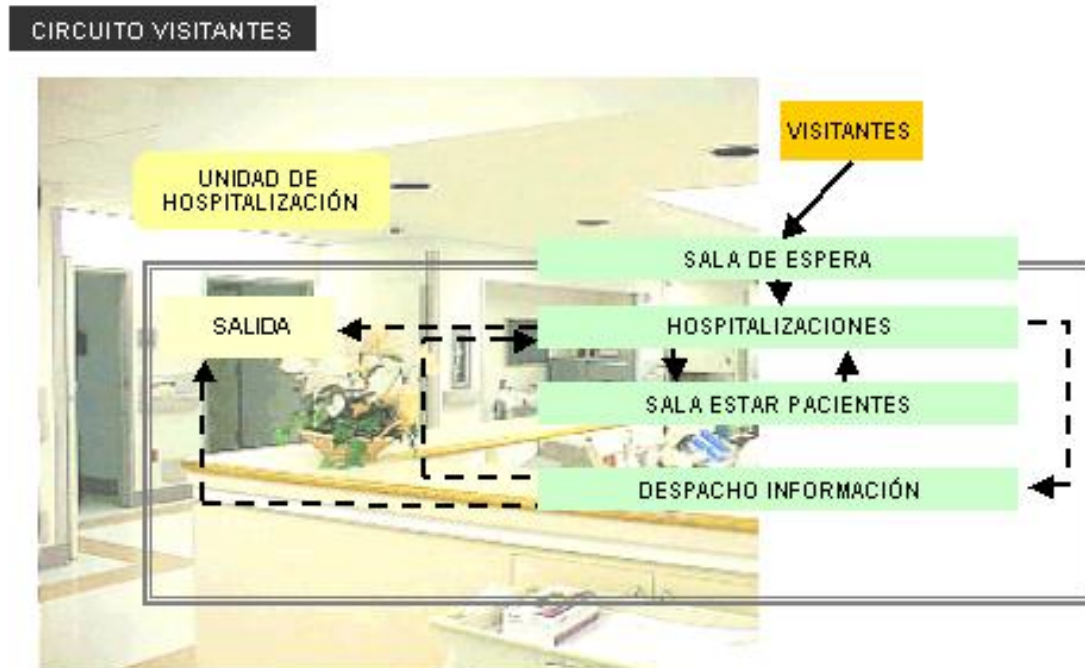 CIRCUITO VISITANTES
VISITANTES
UNIDAD DE
HOSPITALIZACIÓN
SALA DE ESPERA
SALIDA
HOSPITALIZACIONES
SALA ESTAR PACIENTES
DESPACHO INFORMACIÓN